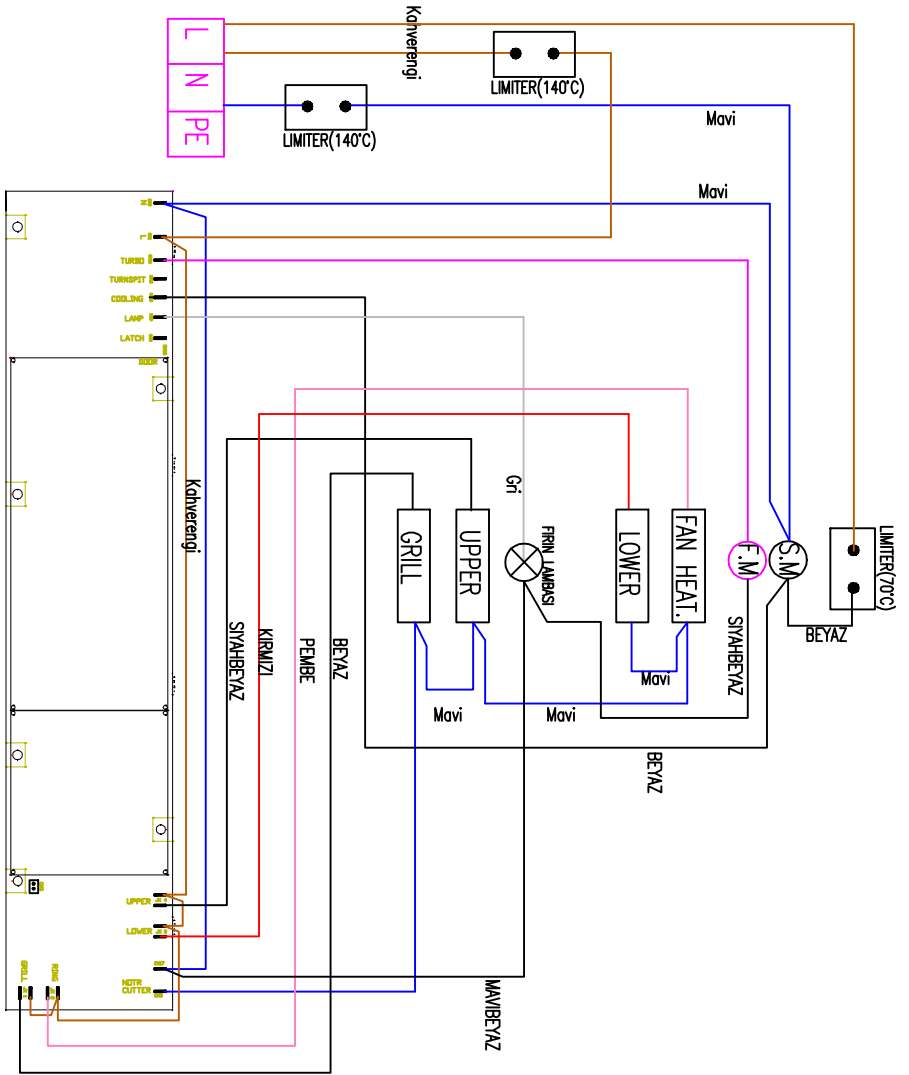 L
N
PE
Kahverengi
LIMITER(140°C)
LIMITER(140°C)
Mavi
Mavi
N
L
TURBO
TURNSPIT
COOLING
LAMP
LATCH
DOOR
Kahverengi
Gri
FIRIN LAMBASI
GRILL
UPPER
LOWER
FAN HEAT.
F.M
S.M
LIMITER(70°C)
BEYAZ
SIYAHBEYAZ
SIYAHBEYAZ
KIRMIZI
PEMBE
BEYAZ
Mavi
Mavi
Mavi
BEYAZ
MAVIBEYAZ
UPPER
LOWER
NOTR
CUTTER
GRILL
RING